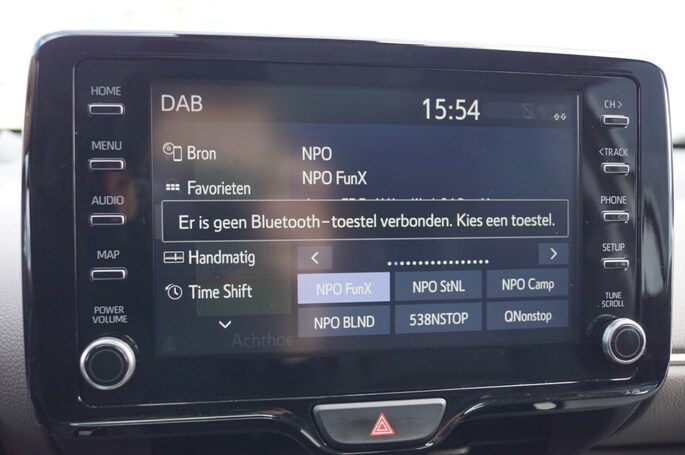 HOME
MENU
AUDIO
MAP
POWER
VOLUME
DAB
15:54
Bron
Favorieten
NPO
NPO FunX
Er is geen Bluetooth-toestel verbonden. Kies een toestel.
Handmatig
Time Shift
NPO FunX
NPO StNL
NPO Camp
NPO BLND
538NSTOP
QNonstop
CH >
< TRACK
PHONE
SETUP
TUNE
SCROLL